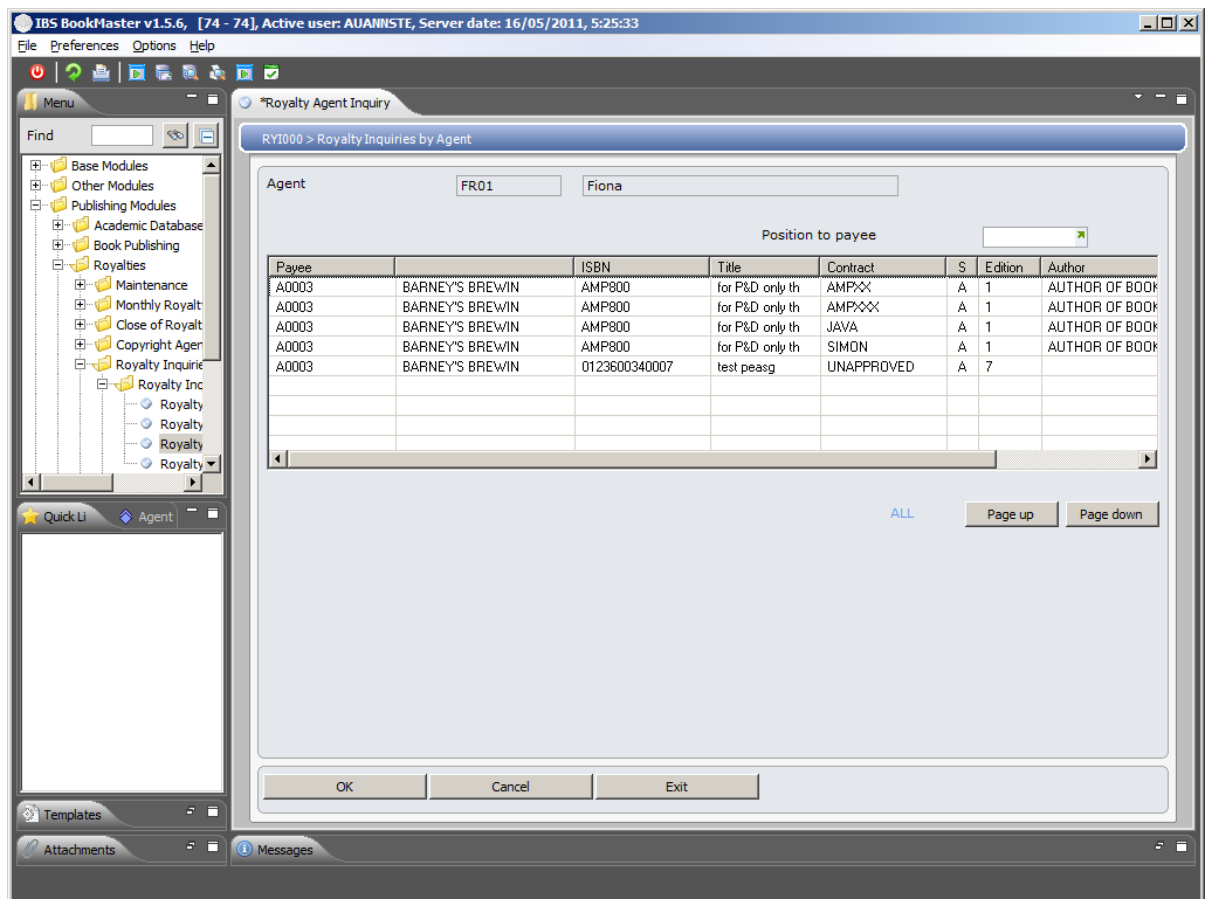 IBS BookMaster v1.5.6, [74 - 74], Active user: AUANNSTE, Server date: 16/05/2011, 5:25:33
File Preferences Options Help
Menu
*Royalty Agent Inquiry
Find
RYI000 > Royalty Inquiries by Agent
Base Modules
Other Modules
Publishing Modules
Academic Database
Book Publishing
Royalties
Maintenance
Monthly Royalt
Close of Royalt
Copyright Ager
Royalty Inquirie
Royalty Inc
Royalty
Royalty
Royalty
Royalty
Agent FR01 Fiona
Position to payee
Payee ISBN Title Contract S Edition Author
A0003 BARNEY'S BREWIN AMP800 for P&D only th AMPXX A 1 AUTHOR OF BOOK
A0003 BARNEY'S BREWIN AMP800 for P&D only th AMPXXX A 1 AUTHOR OF BOOK
A0003 BARNEY'S BREWIN AMP800 for P&D only th JAVA A 1 AUTHOR OF BOOK
A0003 BARNEY'S BREWIN AMP800 for P&D only th SIMON A 1 AUTHOR OF BOOK
A0003 BARNEY'S BREWIN 0123600340007 test peasg UNAPPROVED A 7
ALL Page up Page down
Quick Li Agent
OK Cancel Exit
Templates
Attachments
Messages